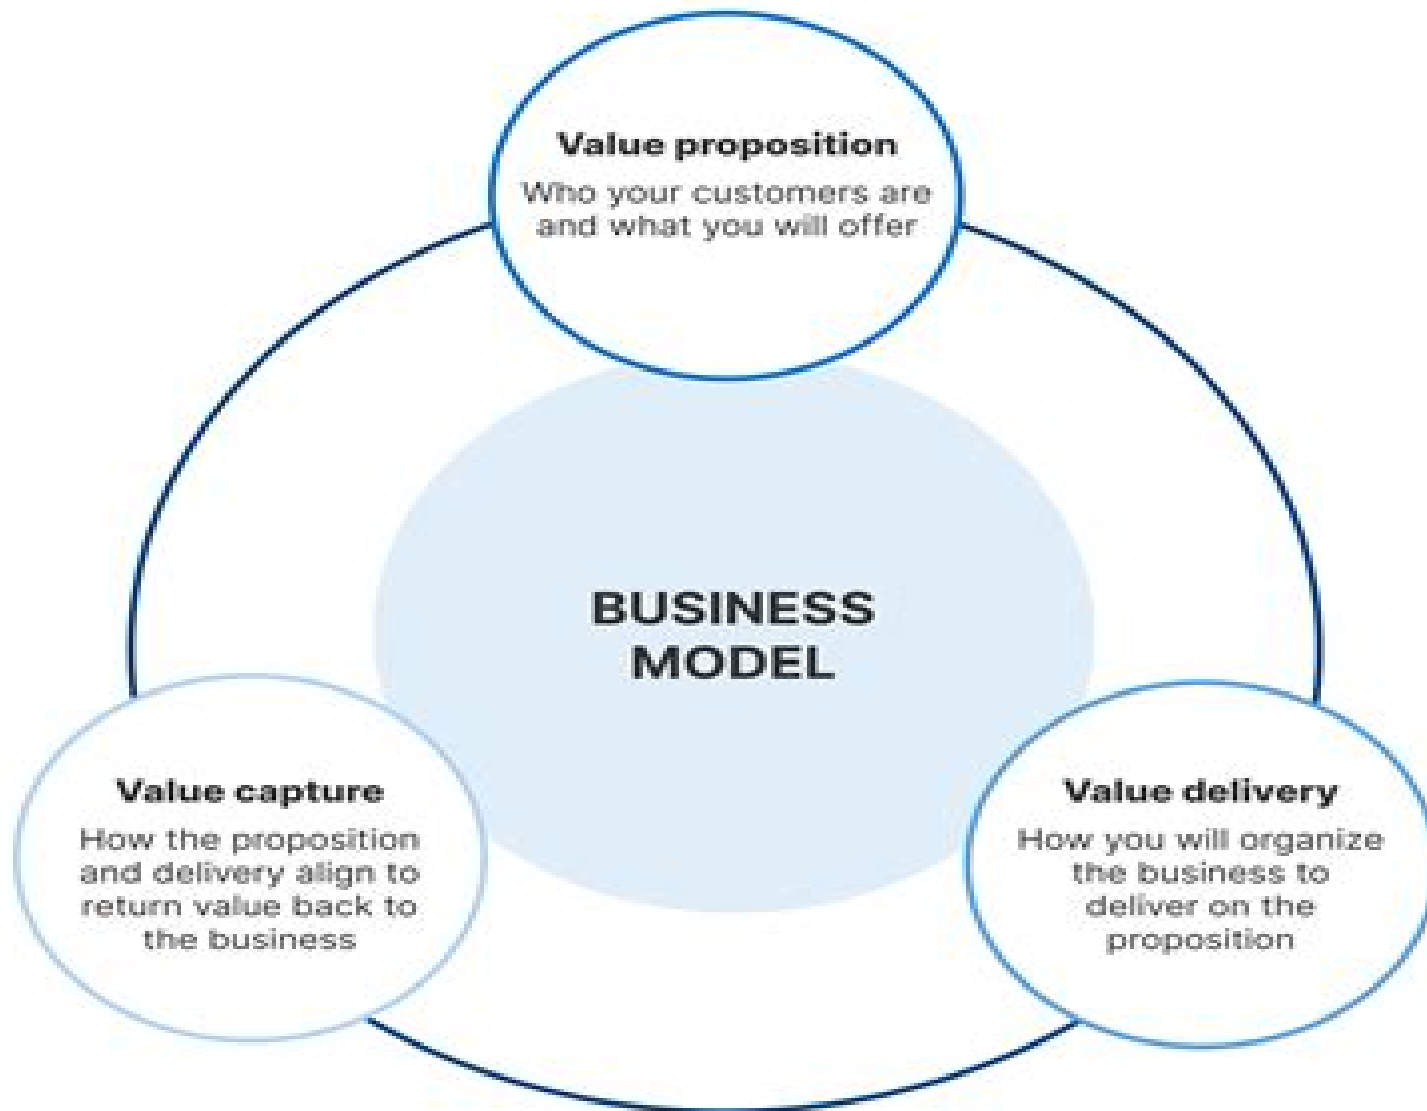 Value proposition
Who your customers are
and what you will offer
BUSINESS
MODEL
Value capture
How the proposition
and delivery align to
return value back to
the business
Value delivery
How you will organize
the business to
deliver on the
proposition